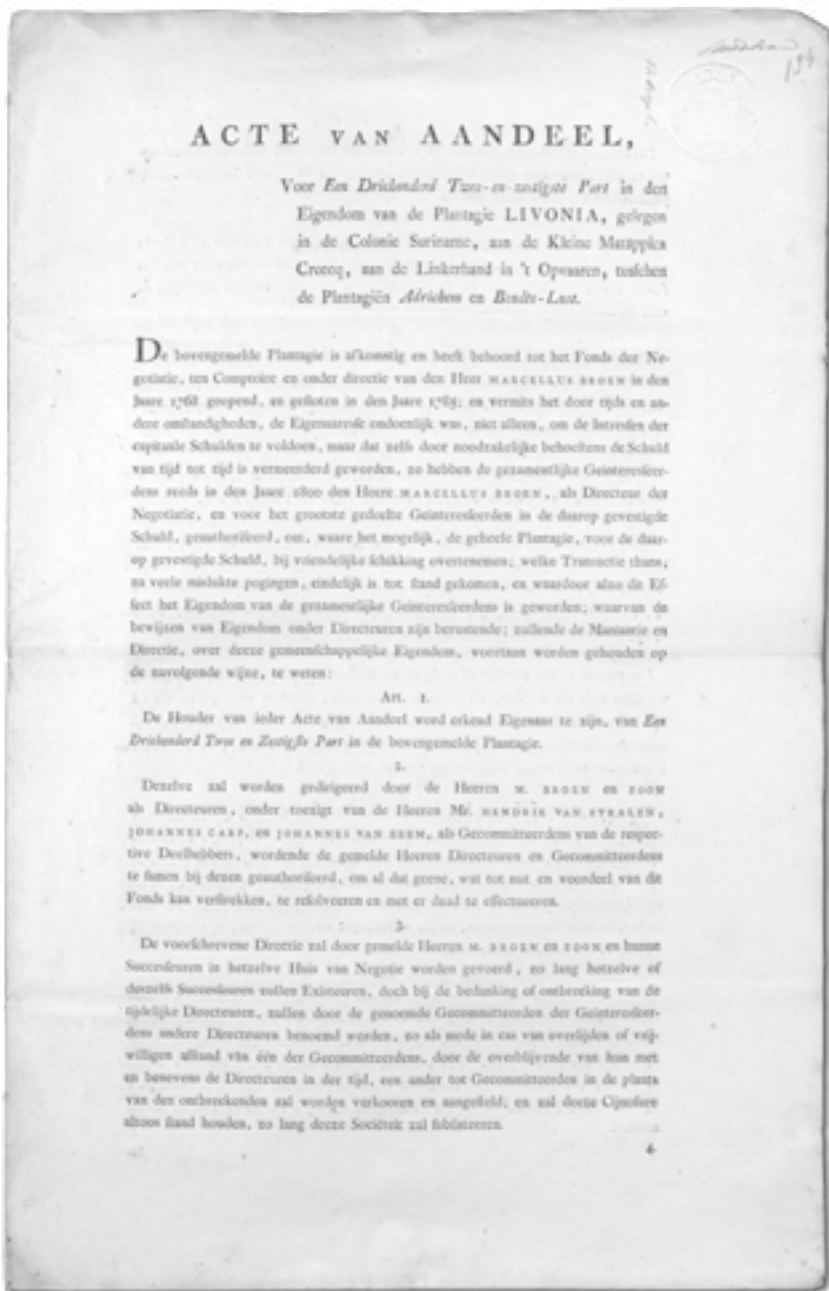 194
ACTE VAN AANDEEL,
Voor Een Driehonderd Twee-en-zestigste Part in den
Eigendom van de Plantagie LIVONIA, gelegen
in de Colonie Suriname, aan de Kleine Matappica
Creecq, aan de Linkerhand in 't Opvaaren, tusschen
de Plantagiën Adrichem en Bendte-Lust.
De bovengemelde Plantagie is afkomstig en heeft behoord tot het Fonds der Ne-
gotiatie, ten Comptoire en onder directie van den Heer MARCELLUS BROEN in den
Jaare 1768 geopend, en gesloten in den Jaare 1785; en vermits het door tijds en an-
dere omstandigheden, de Eigenaaresse ondoenlijk was, niet alleen, om de Intresten der
capitaale Schulden te voldoen, maar dat zelfs door noodzakelijke behoeftens de Schuld
van tijd tot tijd is vermeerderd geworden, zo hebben de gezamentlijke Geinteresseer-
dens reeds in den Jaare 1800 den Heere MARCELLUS BROEN, als Directeur der
Negotiatie, en voor het grootste gedeelte Geinteresseerden in de daarop gevestigde
Schuld, geauthoriseerd, om, waare het mogelijk, de geheele Plantagie, voor de daar-
op gevestigde Schuld, bij vriendelijke schikking overtenemen; welke Transactie thans,
na veele mislukte pogingen, eindelijk is tot stand gekomen, en waardoor alzo dit Ef-
fect het Eigendom van de gezamentlijke Geinteresseerdens is geworden; waarvan de
bewijzen van Eigendom onder Directeuren zijn berustende; zullende de Maniantie en
Directie, over deeze gemeenschappelijke Eigendom, voortaan worden gehouden op
de navolgende wijze, te weten:
Art. 1.
De Houder van ieder Acte van Aandeel word erkend Eigenaar te zijn, van Een
Driehonderd Twee en Zestigste Part in de bovengemelde Plantagie.
2.
Dezelve zal worden gedirigeerd door de Heeren M. BROEN en ZOON
als Directeuren, onder toezigt van de Heeren Mr. HENDRIK VAN STRALEN,
JOHANNES CARP, en JOHANNES VAN BEEM, als Gecommitteerdens van de respec-
tive Deelhebbers, wordende de gemelde Heeren Directeuren en Gecommitteerdens
te samen bij dezen geauthoriseerd, om al dat geene, wat tot nut en voordeel van dit
Fonds kan verstrekken, te resolveeren en met er daad te effectueeren.
3.
De voorschrevene Directie zal door gemelde Heeren M. BROEN en ZOON en hunne
Successeuren in hetzelve Huis van Negotie worden gevoerd, zo lang hetzelve of
deszelfs Successeuren zullen Existeeren, doch bij de bedanking of ontbreking van de
tijdelijke Directeuren, zullen door de genoemde Gecommitteerden der Geinteresseer-
dens andere Directeuren benoemd worden, zo als mede in cas van overlijden of vrij-
willigen afstand van één der Gecommitteerdens, door de overblijvende van hun met
en benevens de Directeuren in der tijd, een ander tot Gecommitteerden in de plaats
van den ontbreekenden zal worden verkooren en aangesteld; en zal deeze Cijnosure
altoos stand houden, zo lang deeze Sociëteit zal subsisteeren.